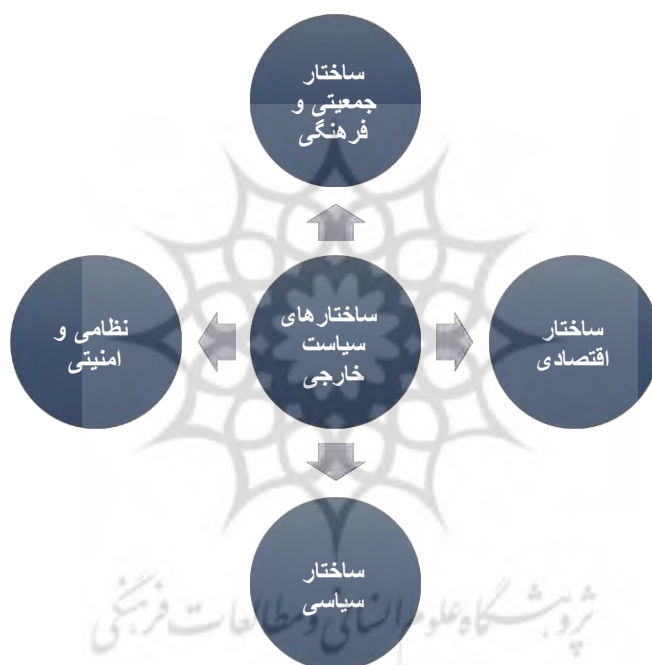 ساختار
جمعیتی و
فرهنگی
ساختار
اقتصادی
ساختارهای
سیاست
خارجی
نظامی و
امنیتی
ساختار
سیاسی
پژوهشگاه علوم انسانی و مطالعات فرهنگی